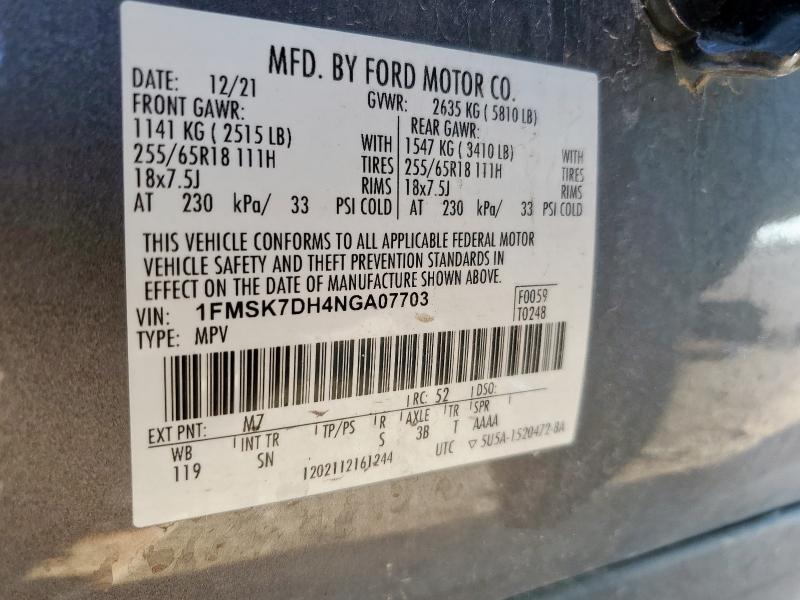 MFD. BY FORD MOTOR CO.
DATE: 12/21 GVWR: 2635 KG ( 5810 LB)
FRONT GAWR: REAR GAWR:
1141 KG ( 2515 LB) WITH 1547 KG ( 3410 LB) WITH
255/65R18 111H TIRES 255/65R18 111H TIRES
18x7.5J RIMS 18x7.5J RIMS
AT 230 kPa/ 33 PSI COLD AT 230 kPa/ 33 PSI COLD
THIS VEHICLE CONFORMS TO ALL APPLICABLE FEDERAL MOTOR
VEHICLE SAFETY AND THEFT PREVENTION STANDARDS IN
EFFECT ON THE DATE OF MANUFACTURE SHOWN ABOVE.
VIN: 1FMSK7DH4NGA07703 F0059
TYPE: MPV T0248
EXT PNT: M7 RC: 52 DSO:
WB INT TR TP/PS R AXLE TR SPR
119 SN S 3B T AAAA
1202112161244 UTC ▽ 5U5A-1520472-BA